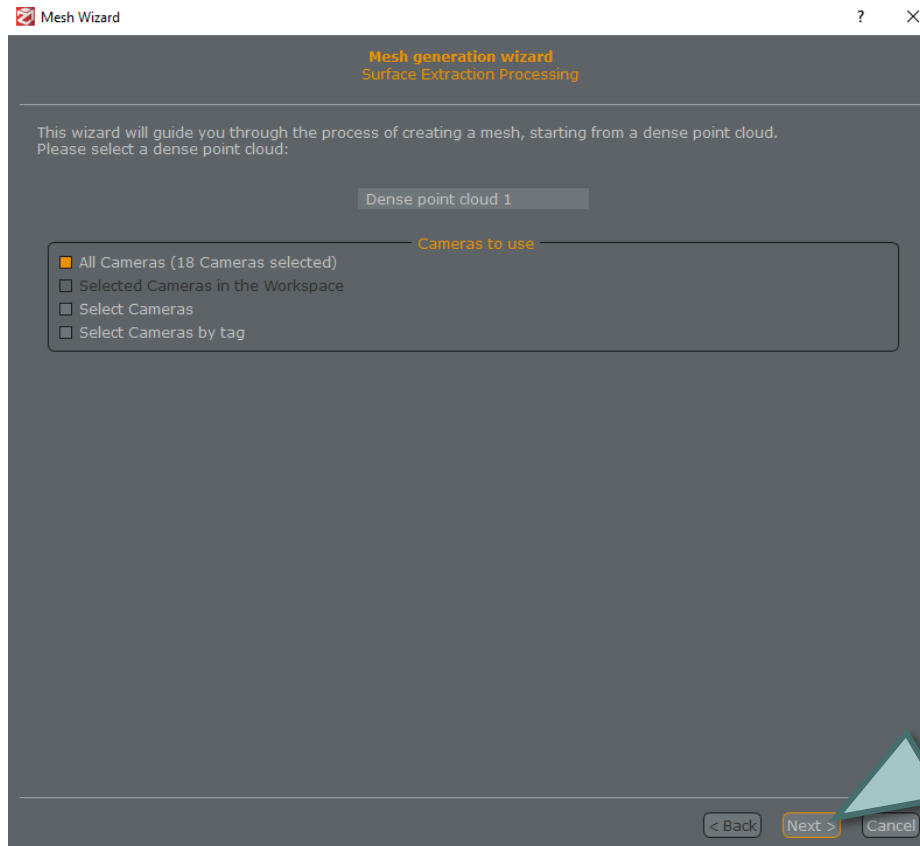 Mesh Wizard
?
Mesh generation wizard
Surface Extraction Processing
This wizard will guide you through the process of creating a mesh, starting from a dense point cloud.
Please select a dense point cloud:
Dense point cloud 1
Cameras to use
All Cameras (18 Cameras selected)
Selected Cameras in the Workspace
Select Cameras
Select Cameras by tag
< Back Next > Cancel